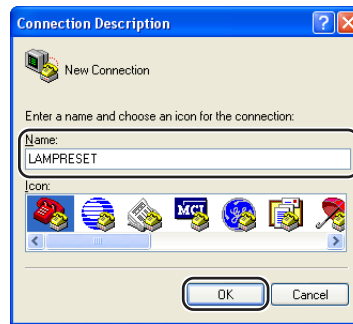 Connection Description
New Connection
Enter a name and choose an icon for the connection:
Name:
LAMPRESET
Icon:
MCI
OK
Cancel